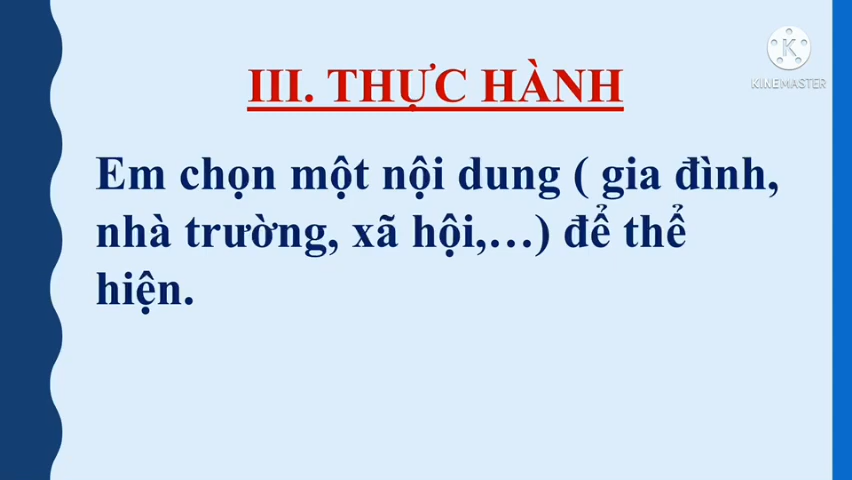 III. THỰC HÀNH
K
KINEMASTER
Em chọn một nội dung ( gia đình,
nhà trường, xã hội,…) để thể
hiện.